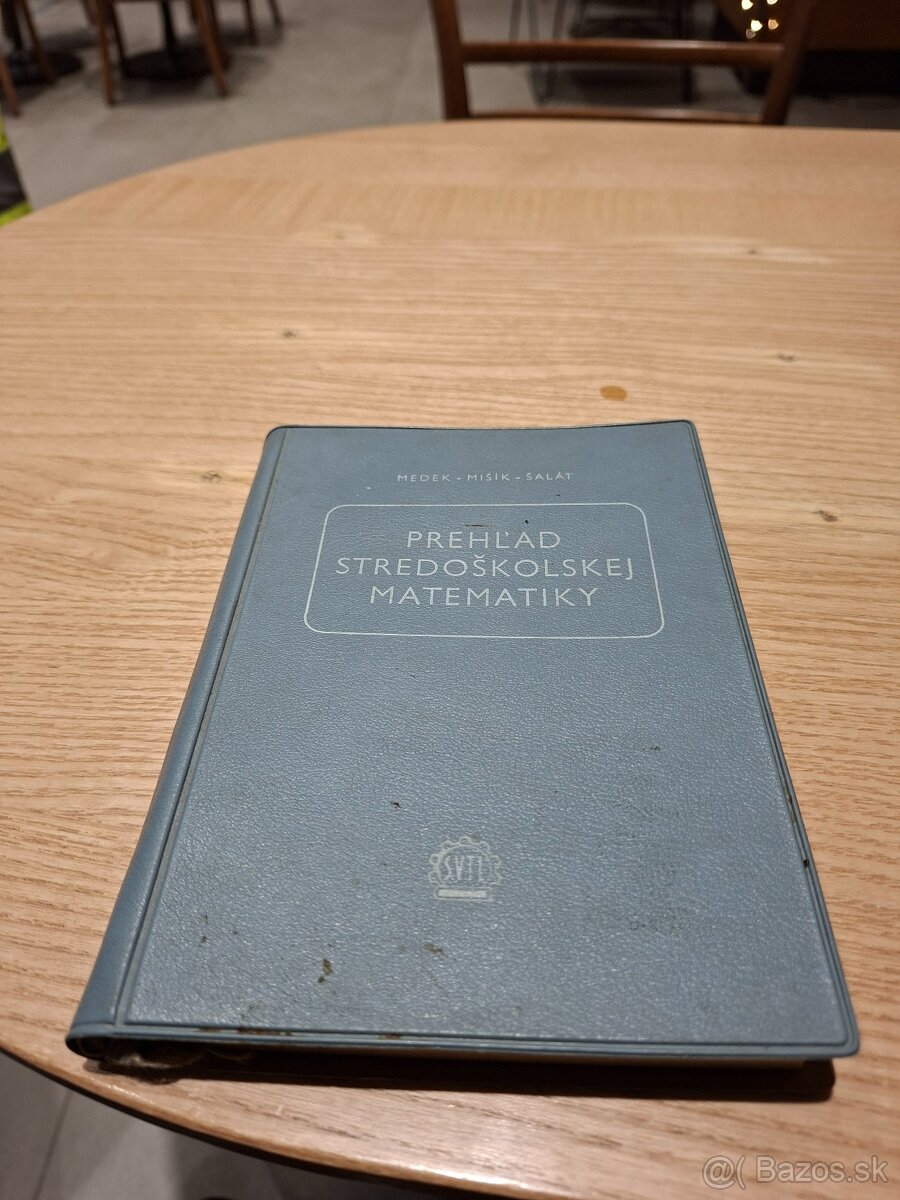 MEDEK - MIŠÍK - ŠALÁT
PREHĽAD
STREDOŠKOLSKEJ
MATEMATIKY
SVTL
@( Bazos.sk